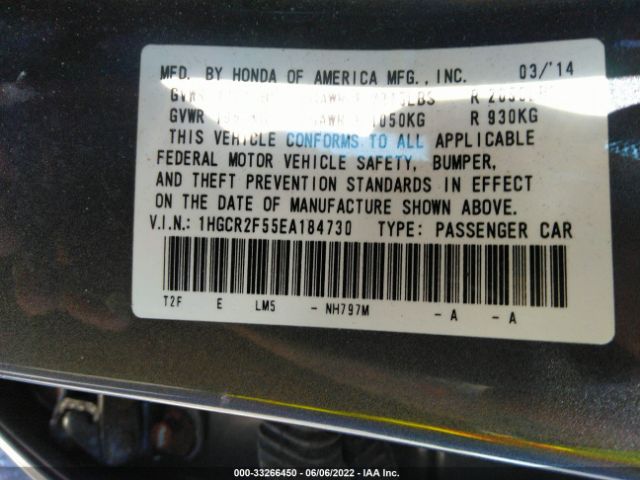 MFD. BY HONDA OF AMERICA MFG., INC. 03/'14
GVWR R
GVWR 1050KG R 930KG
THIS VEHICLE CONFORMS TO ALL APPLICABLE
FEDERAL MOTOR VEHICLE SAFETY, BUMPER,
AND THEFT PREVENTION STANDARDS IN EFFECT
ON THE DATE OF MANUFACTURE SHOWN ABOVE.
V.I.N.: 1HGCR2F55EA184730 TYPE: PASSENGER CAR
T2F E LM5 - NH797M - A - A
000-33266450 - 06/06/2022 - IAA Inc.